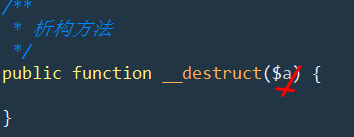 /**
* 析构方法
*/
public function __destruct($a) {
}